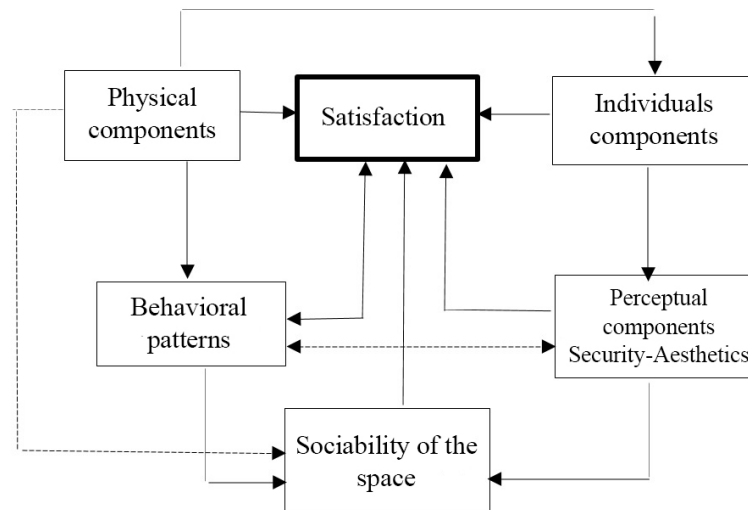 Physical
components
Satisfaction
Individuals
components
Behavioral
patterns
Perceptual
components
Security-Aesthetics
Sociability of the
space